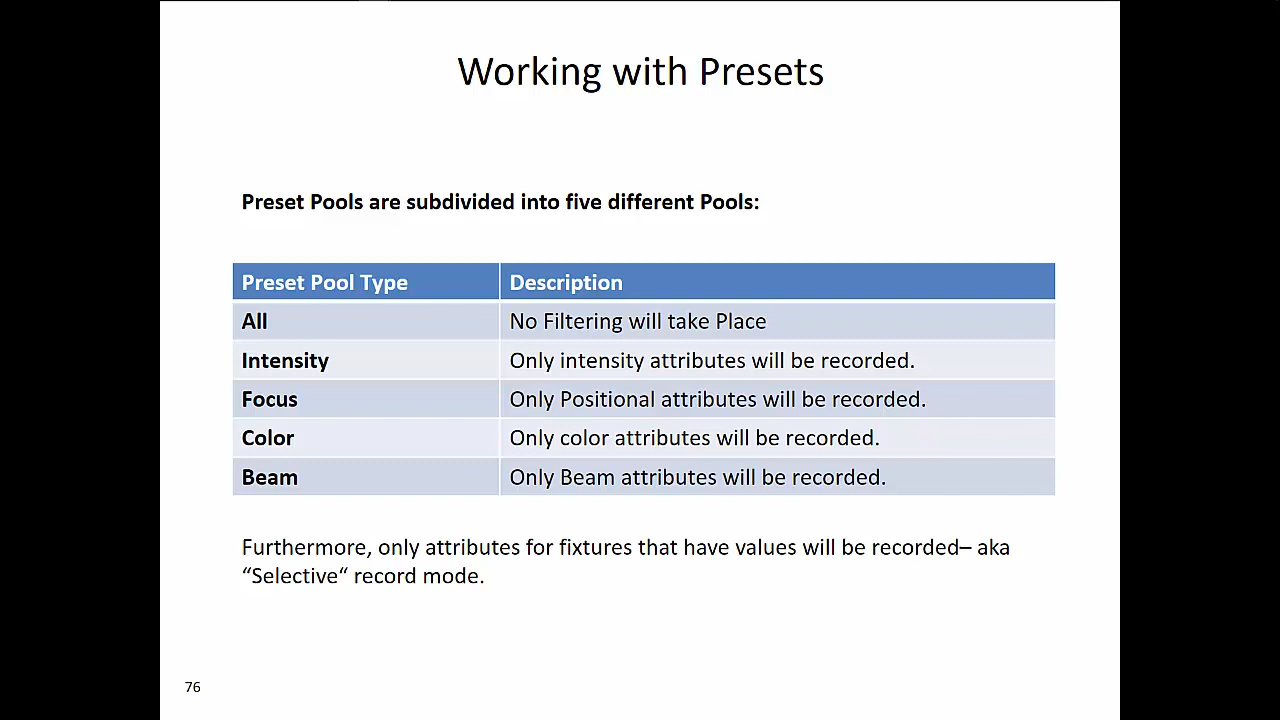 Working with Presets
Preset Pools are subdivided into five different Pools:
Preset Pool Type Description
All No Filtering will take Place
Intensity Only intensity attributes will be recorded.
Focus Only Positional attributes will be recorded.
Color Only color attributes will be recorded.
Beam Only Beam attributes will be recorded.
Furthermore, only attributes for fixtures that have values will be recorded– aka
“Selective“ record mode.
76